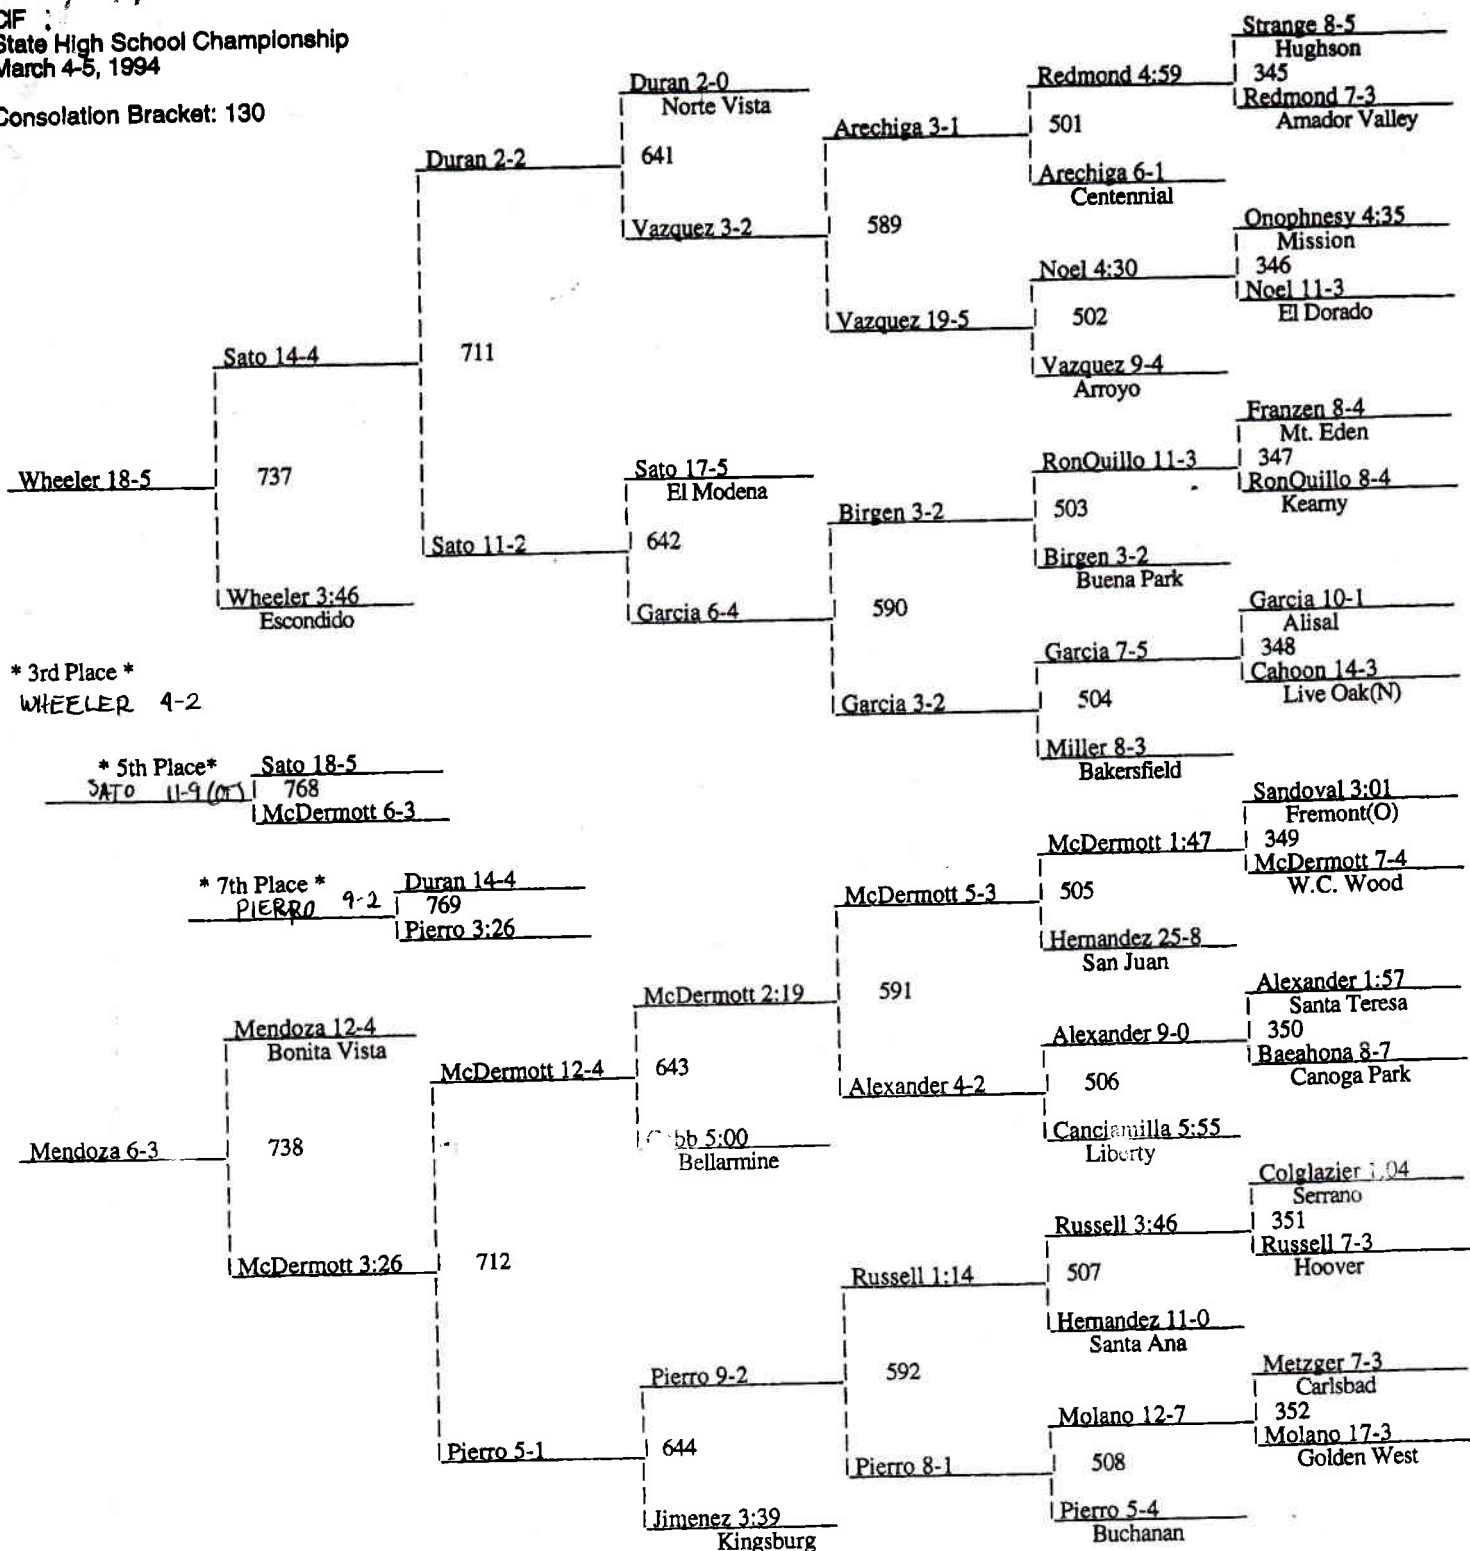 State High School Championship
March 4-5, 1994
Consolation Bracket: 130
Strange 8-5
Hughson
345
Redmond 7-3
Amador Valley
Redmond 4:59
501
Arechiga 6-1
Centennial
Onophnesy 4:35
Mission
346
Noel 11-3
El Dorado
Noel 4:30
502
Vazquez 9-4
Arroyo
Arechiga 3-1
589
Vazquez 19-5
Duran 2-0
Norte Vista
641
Vazquez 3-2
Duran 2-2
711
Sato 11-2
Franzen 8-4
Mt. Eden
347
RonQuillo 8-4
Kearny
RonQuillo 11-3
503
Birgen 3-2
Buena Park
Garcia 10-1
Alisal
348
Cahoon 14-3
Live Oak(N)
Garcia 7-5
504
Miller 8-3
Bakersfield
Birgen 3-2
590
Garcia 3-2
Sato 17-5
El Modena
642
Garcia 6-4
Sato 14-4
737
Wheeler 3:46
Escondido
Wheeler 18-5
* 3rd Place *
WHEELER 4-2
* 5th Place*
SATO 11-9 (OT)
Sato 18-5
768
McDermott 6-3
* 7th Place *
PIERRO 9-2
Duran 14-4
769
Pierro 3:26
Sandoval 3:01
Fremont(O)
349
McDermott 7-4
W.C. Wood
McDermott 1:47
505
Hernandez 25-8
San Juan
Alexander 1:57
Santa Teresa
350
Baeahona 8-7
Canoga Park
Alexander 9-0
506
Canciamilla 5:55
Liberty
McDermott 5-3
591
Alexander 4-2
McDermott 2:19
643
5:00
Bellarmine
McDermott 12-4
712
Pierro 5-1
Mendoza 12-4
Bonita Vista
738
McDermott 3:26
Mendoza 6-3
Colglazier 1:04
Serrano
351
Russell 7-3
Hoover
Russell 3:46
507
Hernandez 11-0
Santa Ana
Metzger 7-3
Carlsbad
352
Molano 17-3
Golden West
Molano 12-7
508
Pierro 5-4
Buchanan
Russell 1:14
592
Pierro 8-1
Pierro 9-2
644
Jimenez 3:39
Kingsburg